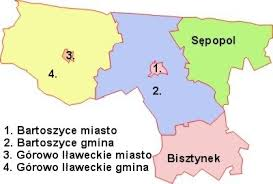 Sępopol
3.
1.
4.
2.
1. Bartoszyce miasto
2. Bartoszyce gmina
3. Górowo Iławeckie miasto
4. Górowo Iławeckie gmina
Bisztynek